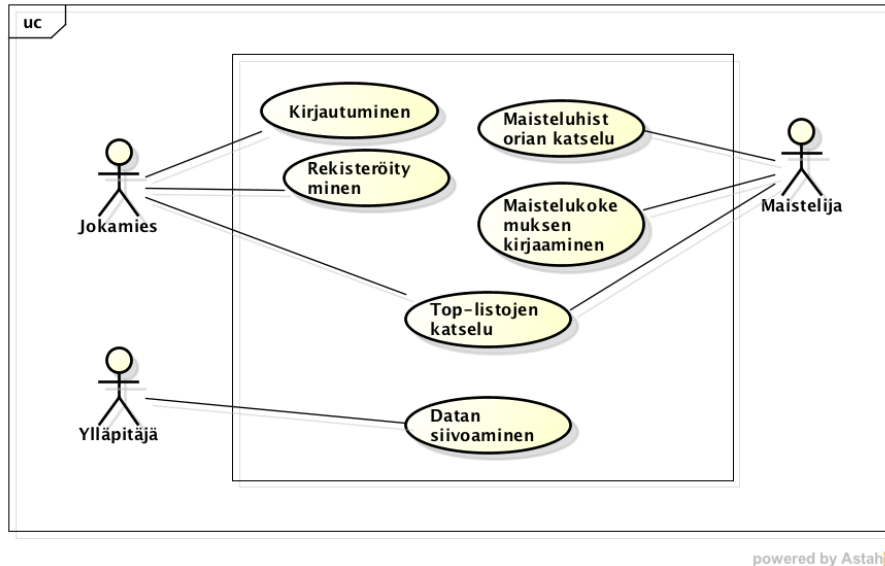 uc
Kirjautuminen
Maisteluhist
orian katselu
Rekisteröity
minen
Jokamies
Maistelukoke
muksen
kirjaaminen
Maistelija
Top-listojen
katselu
Ylläpitäjä
Datan
siivoaminen
powered by Astah